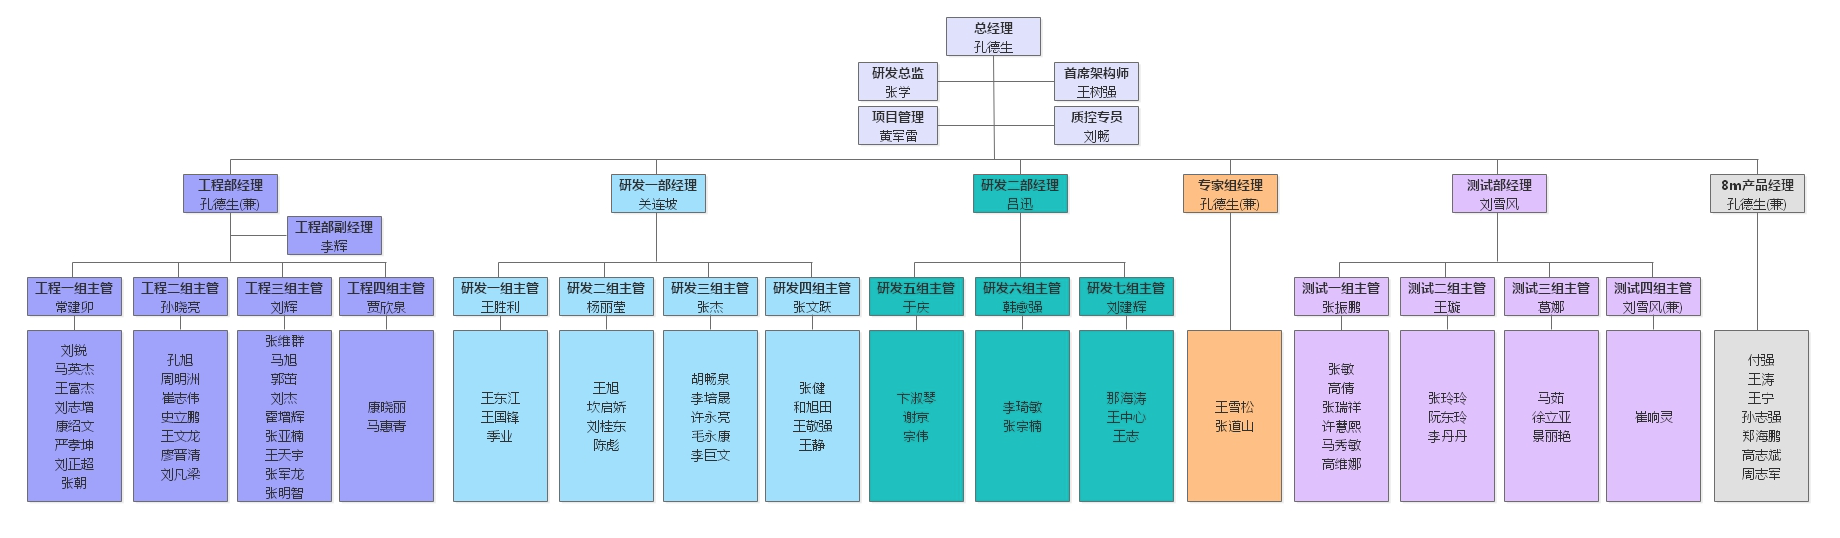 总经理
孔德生
研发总监
张学
首席架构师
王树强
项目管理
黄军雷
质控专员
刘畅
工程部经理
孔德生(兼)
工程部副经理
李辉
研发一部经理
关连坡
研发二部经理
吕迅
专家组经理
孔德生(兼)
测试部经理
刘雪风
8m产品经理
孔德生(兼)
工程一组主管
常建卯
工程二组主管
孙晓亮
工程三组主管
刘辉
工程四组主管
贾欣泉
研发一组主管
王胜利
研发二组主管
杨丽莹
研发三组主管
张杰
研发四组主管
张文跃
研发五组主管
于庆
研发六组主管
韩愈强
研发七组主管
刘建辉
测试一组主管
张振鹏
测试二组主管
王璇
测试三组主管
葛娜
测试四组主管
刘雪风(兼)
刘锐
马英杰
王富杰
刘志增
康绍文
严孝坤
刘正超
张朝
孔旭
周明洲
崔志伟
史立鹏
王文龙
廖晋清
刘凡梁
张维群
马旭
郭茁
刘杰
霍增辉
张亚楠
王天宇
张军龙
张明智
康晓丽
马惠青
王东江
王国锋
季业
王旭
坎启娇
刘桂东
陈彪
胡畅泉
李培晟
许永亮
毛永康
李巨文
张健
和旭田
王敬强
王静
卞淑琴
谢京
宗伟
李琦敏
张宗楠
那海涛
王中心
王志
王雪松
张道山
张敏
高倩
张瑞祥
许慧熙
马秀敏
高维娜
张玲玲
阮东玲
李丹丹
马茹
徐立亚
景丽艳
崔响灵
付强
王涛
王宁
孙志强
郑海鹏
高志斌
周志军